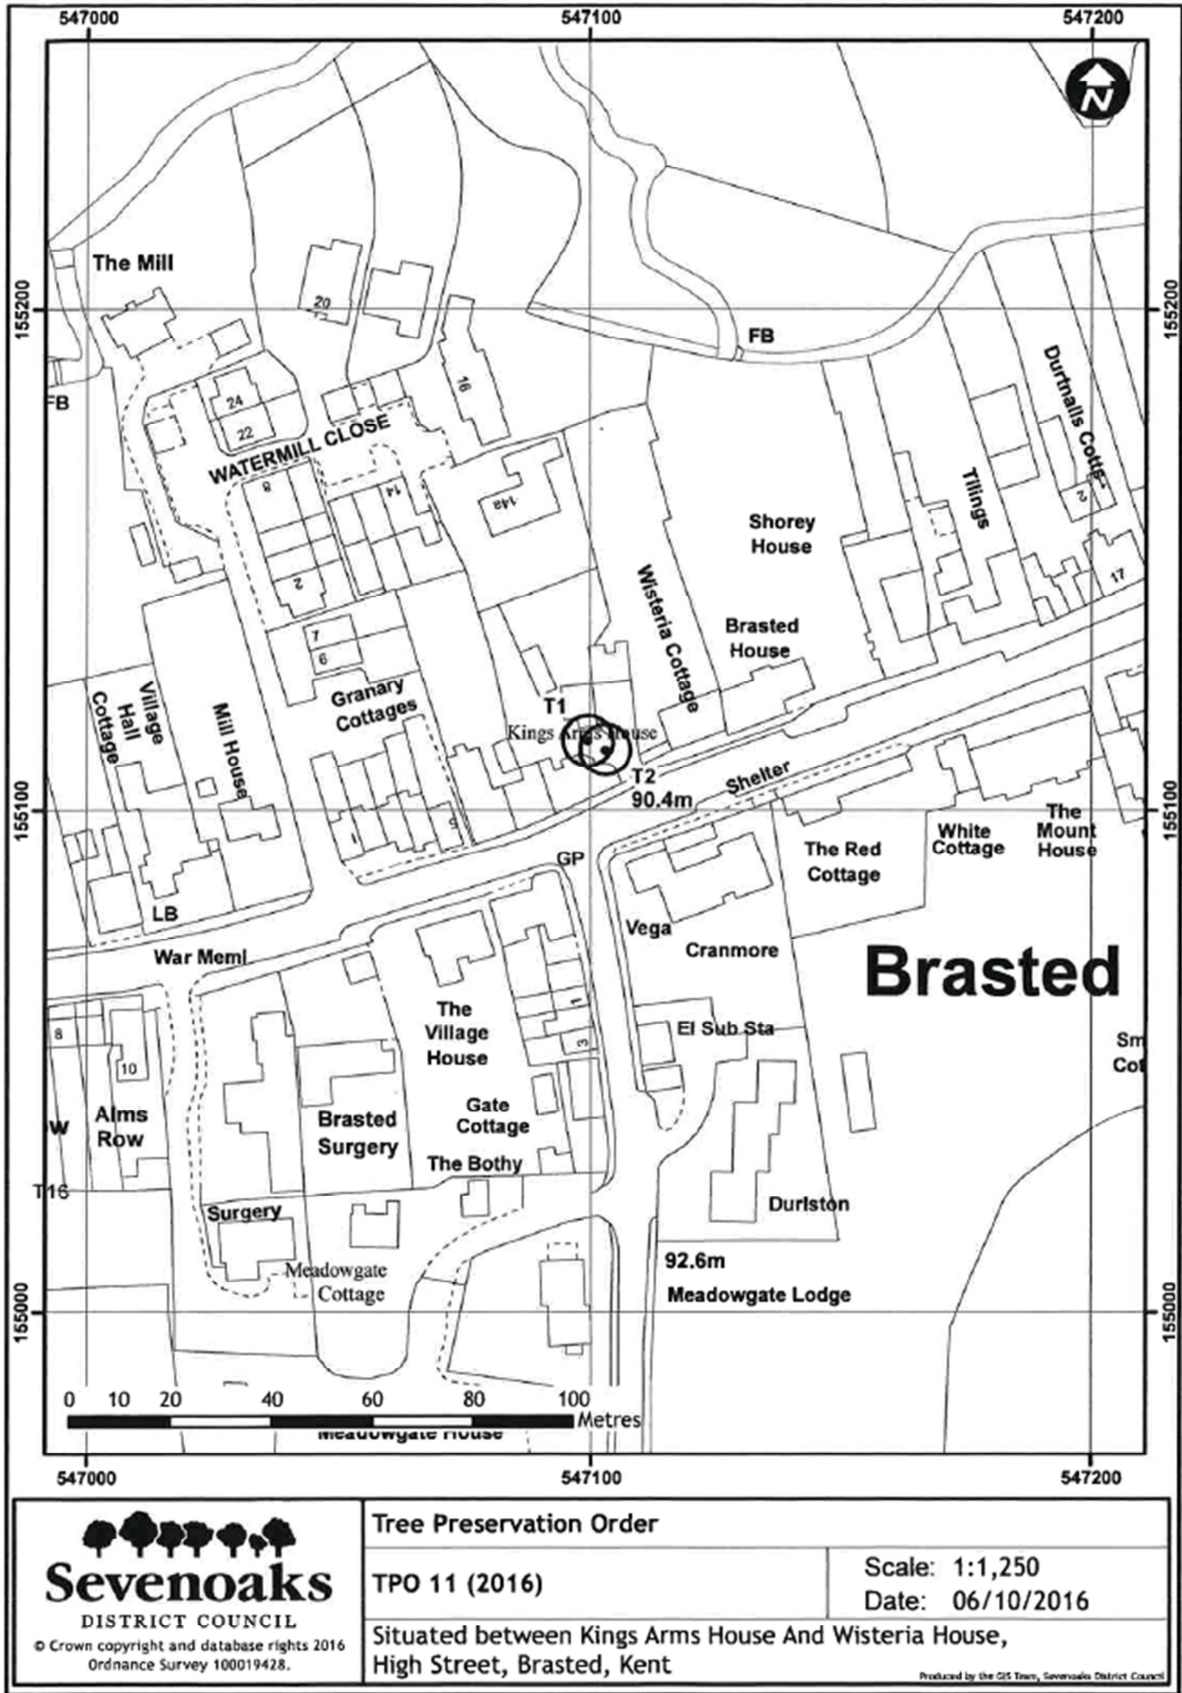 547000
547100
547200
N
The Mill
20
155200
155200
FB
16
Durtnalls Cotts
FB
24
22
WATERMILL CLOSE
8
14
14a
Tilings
2
Shorey
House
17
2
Wisteria Cottage
Brasted
House
7
6
Village
Hall
Cottage
Mill House
Granary
Cottages
T1
Kings Arms House
T2
90.4m
Shelter
155100
155100
1
5
GP
The Red
Cottage
White
Cottage
The
Mount
House
LB
War Meml
Vega
Cranmore
Brasted
The
Village
House
1
3
El Sub Sta
8
10
Sm
Cot
Alms
Row
W
Brasted
Surgery
Gate
Cottage
The Bothy
T16
Surgery
Durlston
Meadowgate
Cottage
92.6m
Meadowgate Lodge
155000
155000
0 10 20 40 60 80 100
Metres
Meadowgate House
547000
547100
547200
Sevenoaks
DISTRICT COUNCIL
© Crown copyright and database rights 2016
Ordnance Survey 100019428.
Tree Preservation Order
TPO 11 (2016)
Scale: 1:1,250
Date: 06/10/2016
Situated between Kings Arms House And Wisteria House,
High Street, Brasted, Kent
Produced by the GIS Team, Sevenoaks District Council